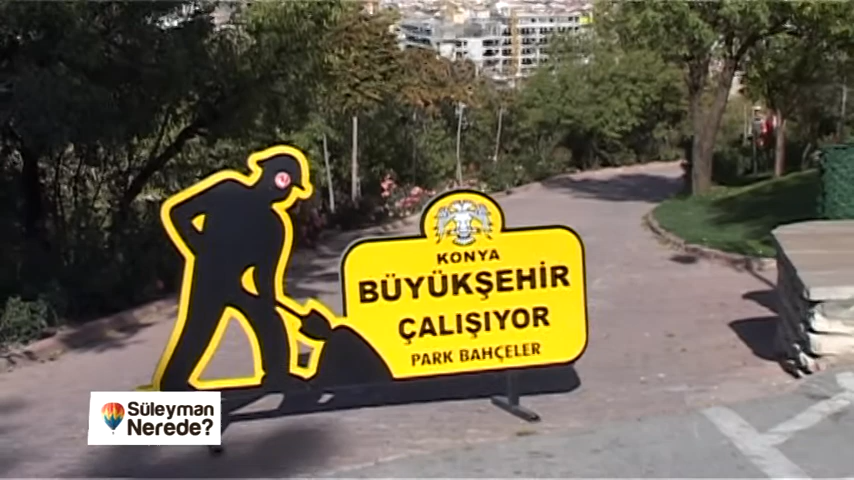 KONYA
BÜYÜKŞEHİR
ÇALIŞIYOR
PARK BAHÇELER
Süleyman
Nerede?